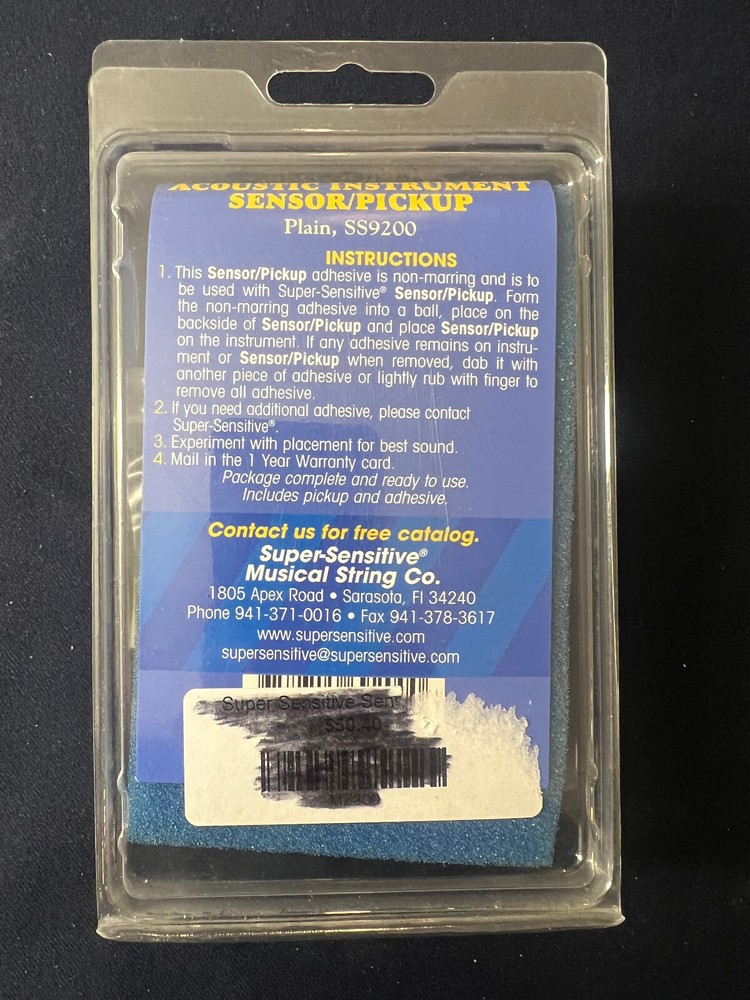 ACOUSTIC INSTRUMENT
SENSOR/PICKUP
Plain, SS9200
INSTRUCTIONS
1. This Sensor/Pickup adhesive is non-marring and is to
be used with Super-Sensitive® Sensor/Pickup. Form
the non-marring adhesive into a ball, place on the
backside of Sensor/Pickup and place Sensor/Pickup
on the instrument. If any adhesive remains on instru-
ment or Sensor/Pickup when removed, dab it with
another piece of adhesive or lightly rub with finger to
remove all adhesive.
2. If you need additional adhesive, please contact
Super-Sensitive®.
3. Experiment with placement for best sound.
4. Mail in the 1 Year Warranty card.
Package complete and ready to use.
Includes pickup and adhesive.
Contact us for free catalog.
Super-Sensitive®
Musical String Co.
1805 Apex Road • Sarasota, Fl 34240
Phone 941-371-0016 • Fax 941-378-3617
www.supersensitive.com
supersensitive@supersensitive.com
Super Sensitive Sens
$50.40